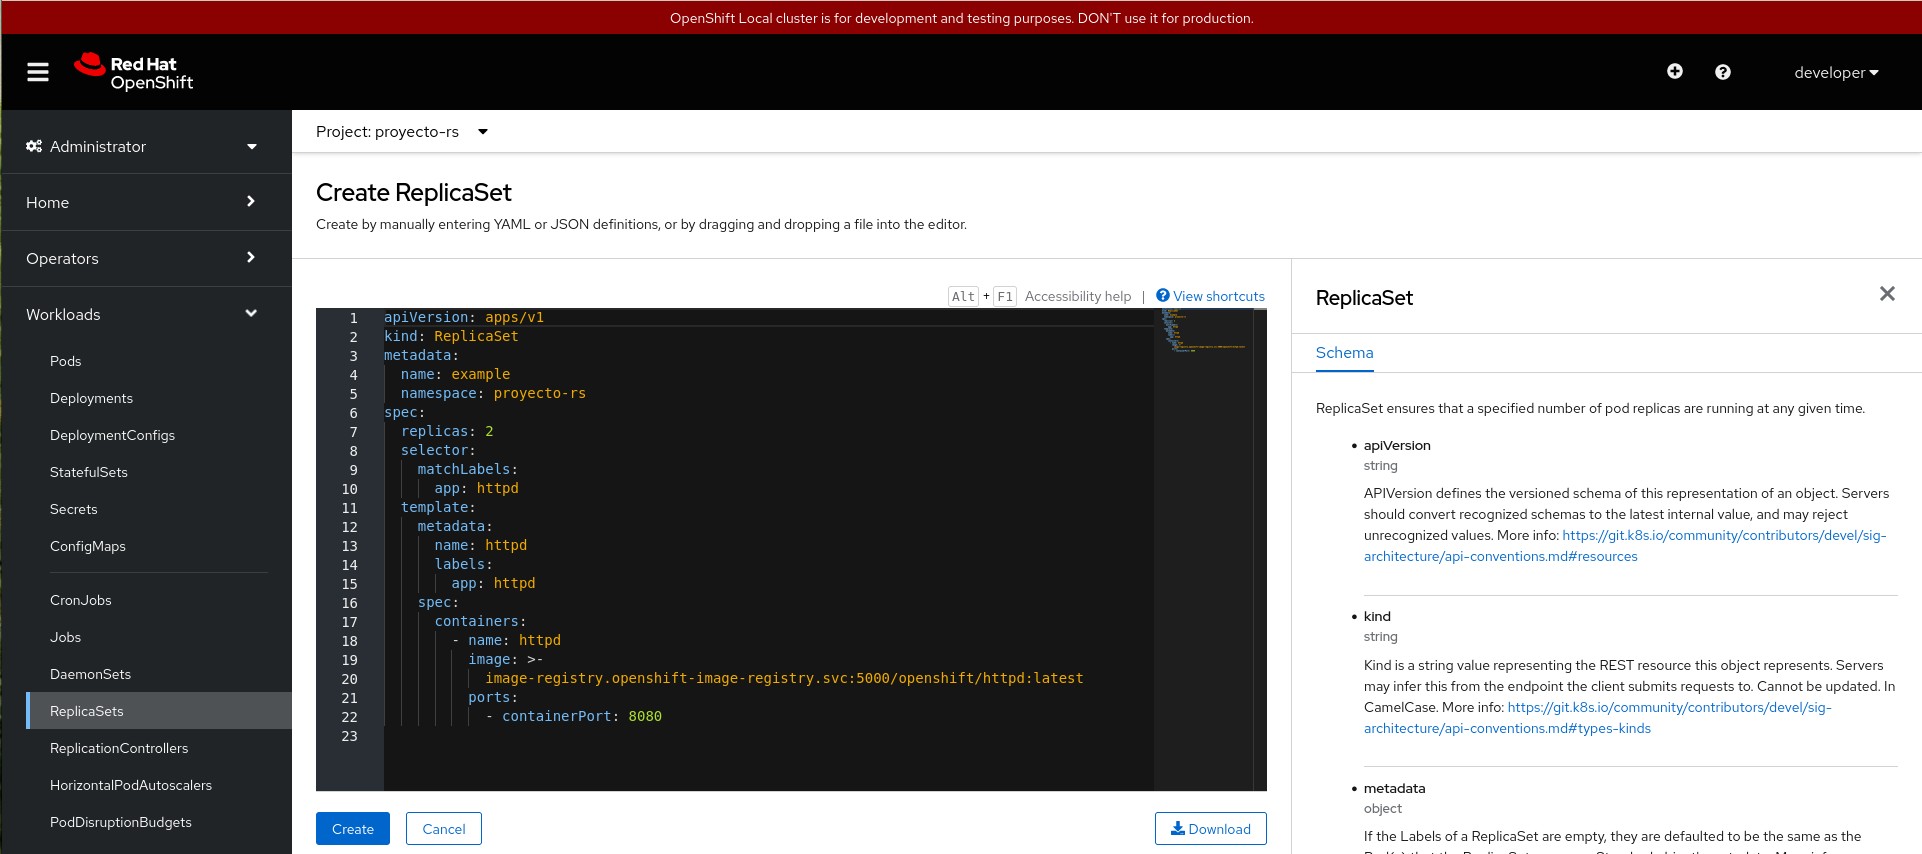 OpenShift Local cluster is for development and testing purposes. DON'T use it for production.
Red Hat
OpenShift
developer
Administrator
Home
Operators
Workloads
Pods
Deployments
DeploymentConfigs
StatefulSets
Secrets
ConfigMaps
CronJobs
Jobs
DaemonSets
ReplicaSets
ReplicationControllers
HorizontalPodAutoscalers
PodDisruptionBudgets
Project: proyecto-rs
Create ReplicaSet
Create by manually entering YAML or JSON definitions, or by dragging and dropping a file into the editor.
Alt + F1 Accessibility help | View shortcuts
1 apiVersion: apps/v1
2 kind: ReplicaSet
3 metadata:
4   name: example
5   namespace: proyecto-rs
6 spec:
7   replicas: 2
8   selector:
9     matchLabels:
10       app: httpd
11   template:
12     metadata:
13       name: httpd
14       labels:
15         app: httpd
16     spec:
17       containers:
18         - name: httpd
19           image: >-
20             image-registry.openshift-image-registry.svc:5000/openshift/httpd:latest
21           ports:
22             - containerPort: 8080
23
Create
Cancel
Download
ReplicaSet
Schema
ReplicaSet ensures that a specified number of pod replicas are running at any given time.
• apiVersion
string
APIVersion defines the versioned schema of this representation of an object. Servers
should convert recognized schemas to the latest internal value, and may reject
unrecognized values. More info: https://git.k8s.io/community/contributors/devel/sig-
architecture/api-conventions.md#resources
• kind
string
Kind is a string value representing the REST resource this object represents. Servers
may infer this from the endpoint the client submits requests to. Cannot be updated. In
CamelCase. More info: https://git.k8s.io/community/contributors/devel/sig-
architecture/api-conventions.md#types-kinds
• metadata
object
If the Labels of a ReplicaSet are empty, they are defaulted to be the same as the